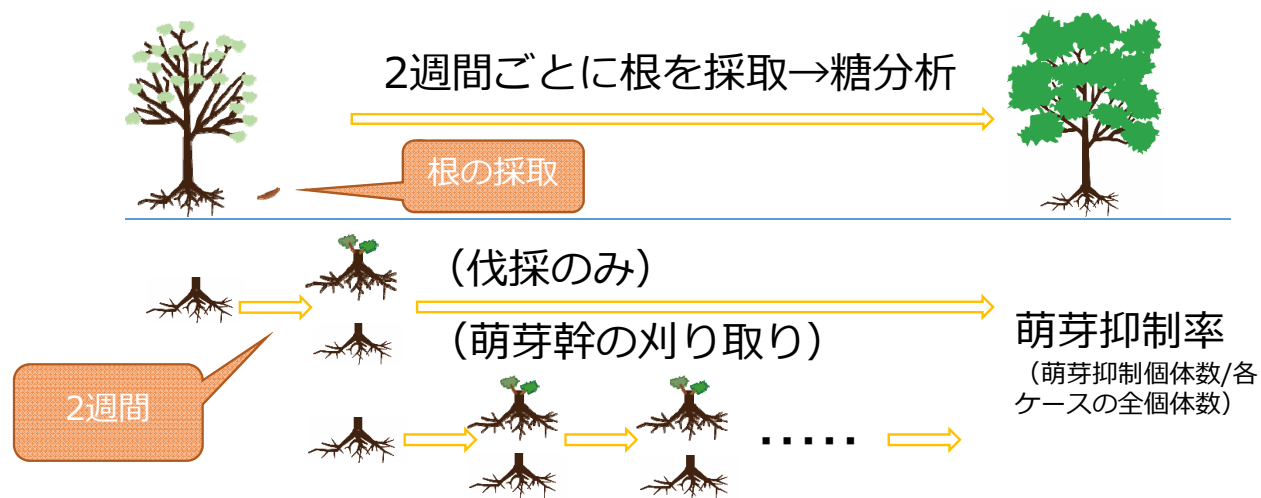 2週間ごとに根を採取→糖分析
根の採取
（伐採のみ）
（萌芽幹の刈り取り）
2週間
萌芽抑制率
（萌芽抑制個体数/各
ケースの全個体数）
・・・・・